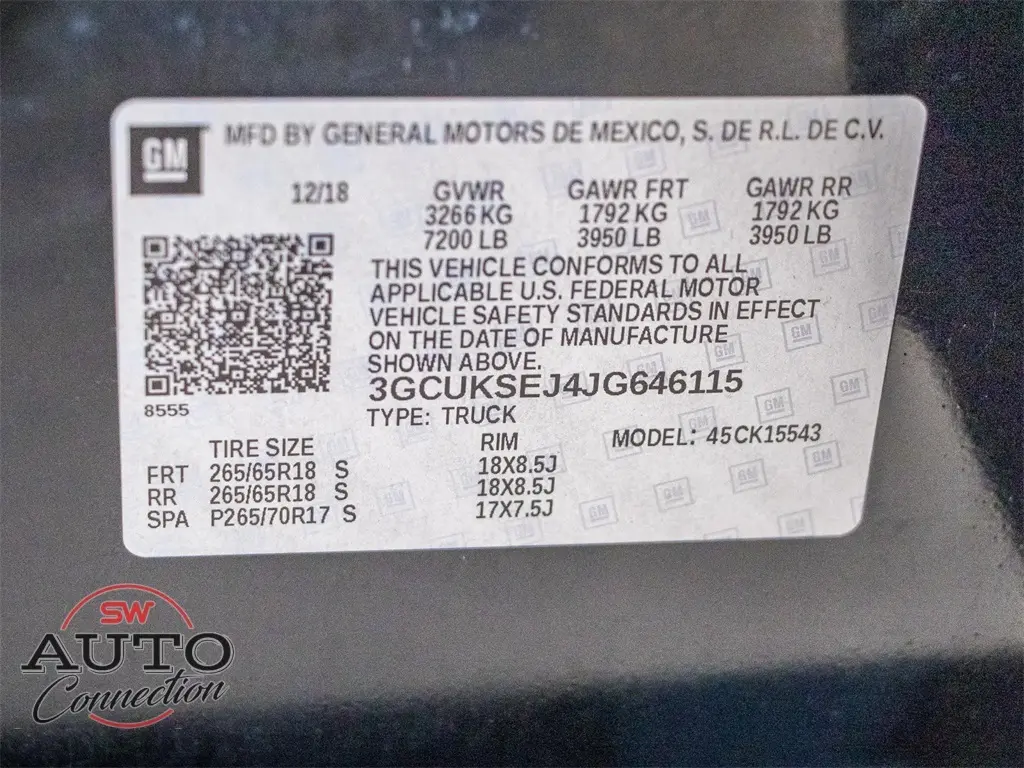 GM
MFD BY GENERAL MOTORS DE MEXICO, S. DE R.L. DE C.V.
12/18
GVWR GAWR FRT GAWR RR
3266 KG 1792 KG 1792 KG
7200 LB 3950 LB 3950 LB
THIS VEHICLE CONFORMS TO ALL
APPLICABLE U.S. FEDERAL MOTOR
VEHICLE SAFETY STANDARDS IN EFFECT
ON THE DATE OF MANUFACTURE
SHOWN ABOVE.
3GCUKSEJ4JG646115
8555
TYPE: TRUCK
TIRE SIZE RIM MODEL: 45CK15543
FRT 265/65R18 S 18X8.5J
RR 265/65R18 S 18X8.5J
SPA P265/70R17 S 17X7.5J
SW
AUTO
Connection